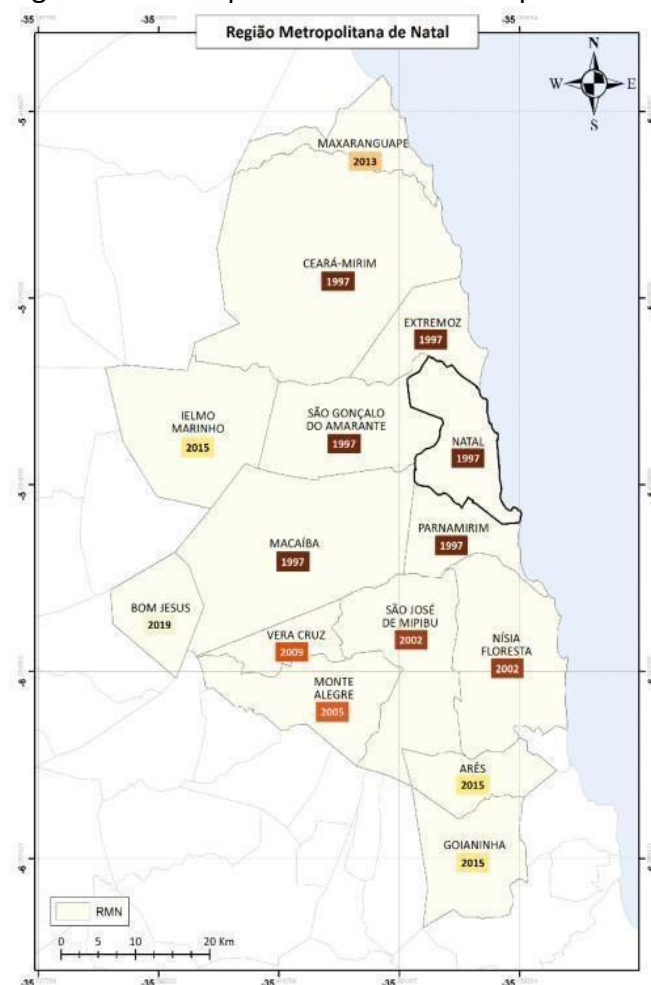 Região Metropolitana de Natal
N
W
E
S
MAXARANGUAPE
2013
CEARÁ-MIRIM
1997
EXTREMOZ
1997
IELMO
MARINHO
2015
SÃO GONÇALO
DO AMARANTE
1997
NATAL
1997
PARNAMIRIM
1997
MACAÍBA
1997
BOM JESUS
2019
SÃO JOSÉ
DE MIPIBU
2002
VERA CRUZ
2009
NÍSIA
FLORESTA
2002
MONTE
ALEGRE
2005
ARÊS
2015
GOIANINHA
2015
RMN
0 5 10 20 Km